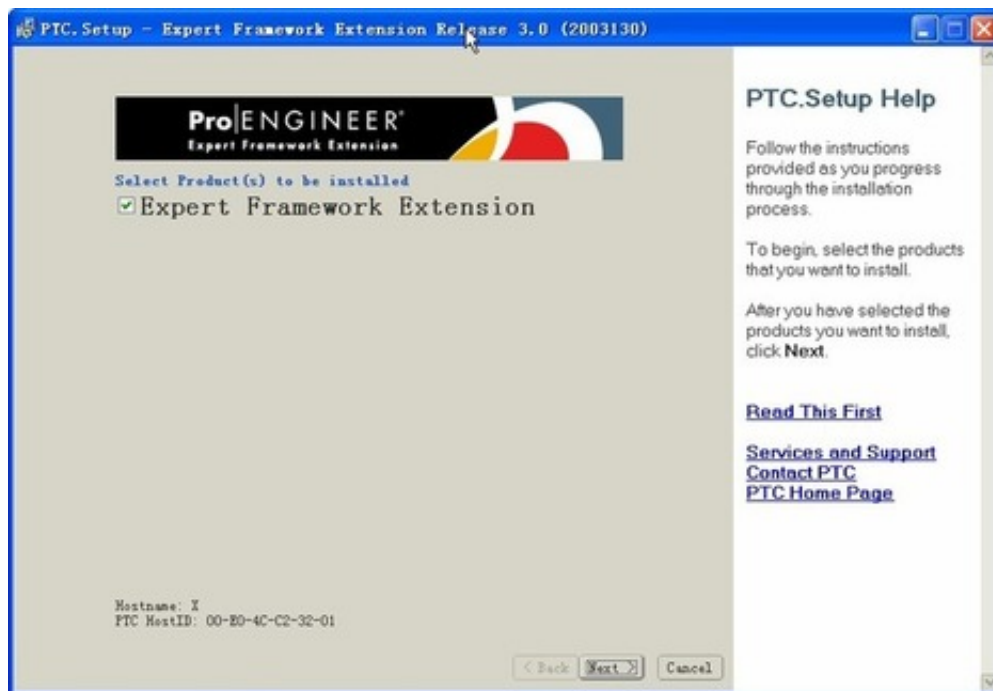 PTC.Setup - Expert Framework Extension Release 3.0 (2003130)
Pro|ENGINEER®
Expert Framework Extension
Select Product(s) to be installed
Expert Framework Extension
Hostname: X
PTC HostID: 00-E0-4C-C2-32-01
< Back
Next >
Cancel
PTC.Setup Help
Follow the instructions
provided as you progress
through the installation
process.
To begin, select the products
that you want to install.
After you have selected the
products you want to install,
click Next.
Read This First
Services and Support
Contact PTC
PTC Home Page